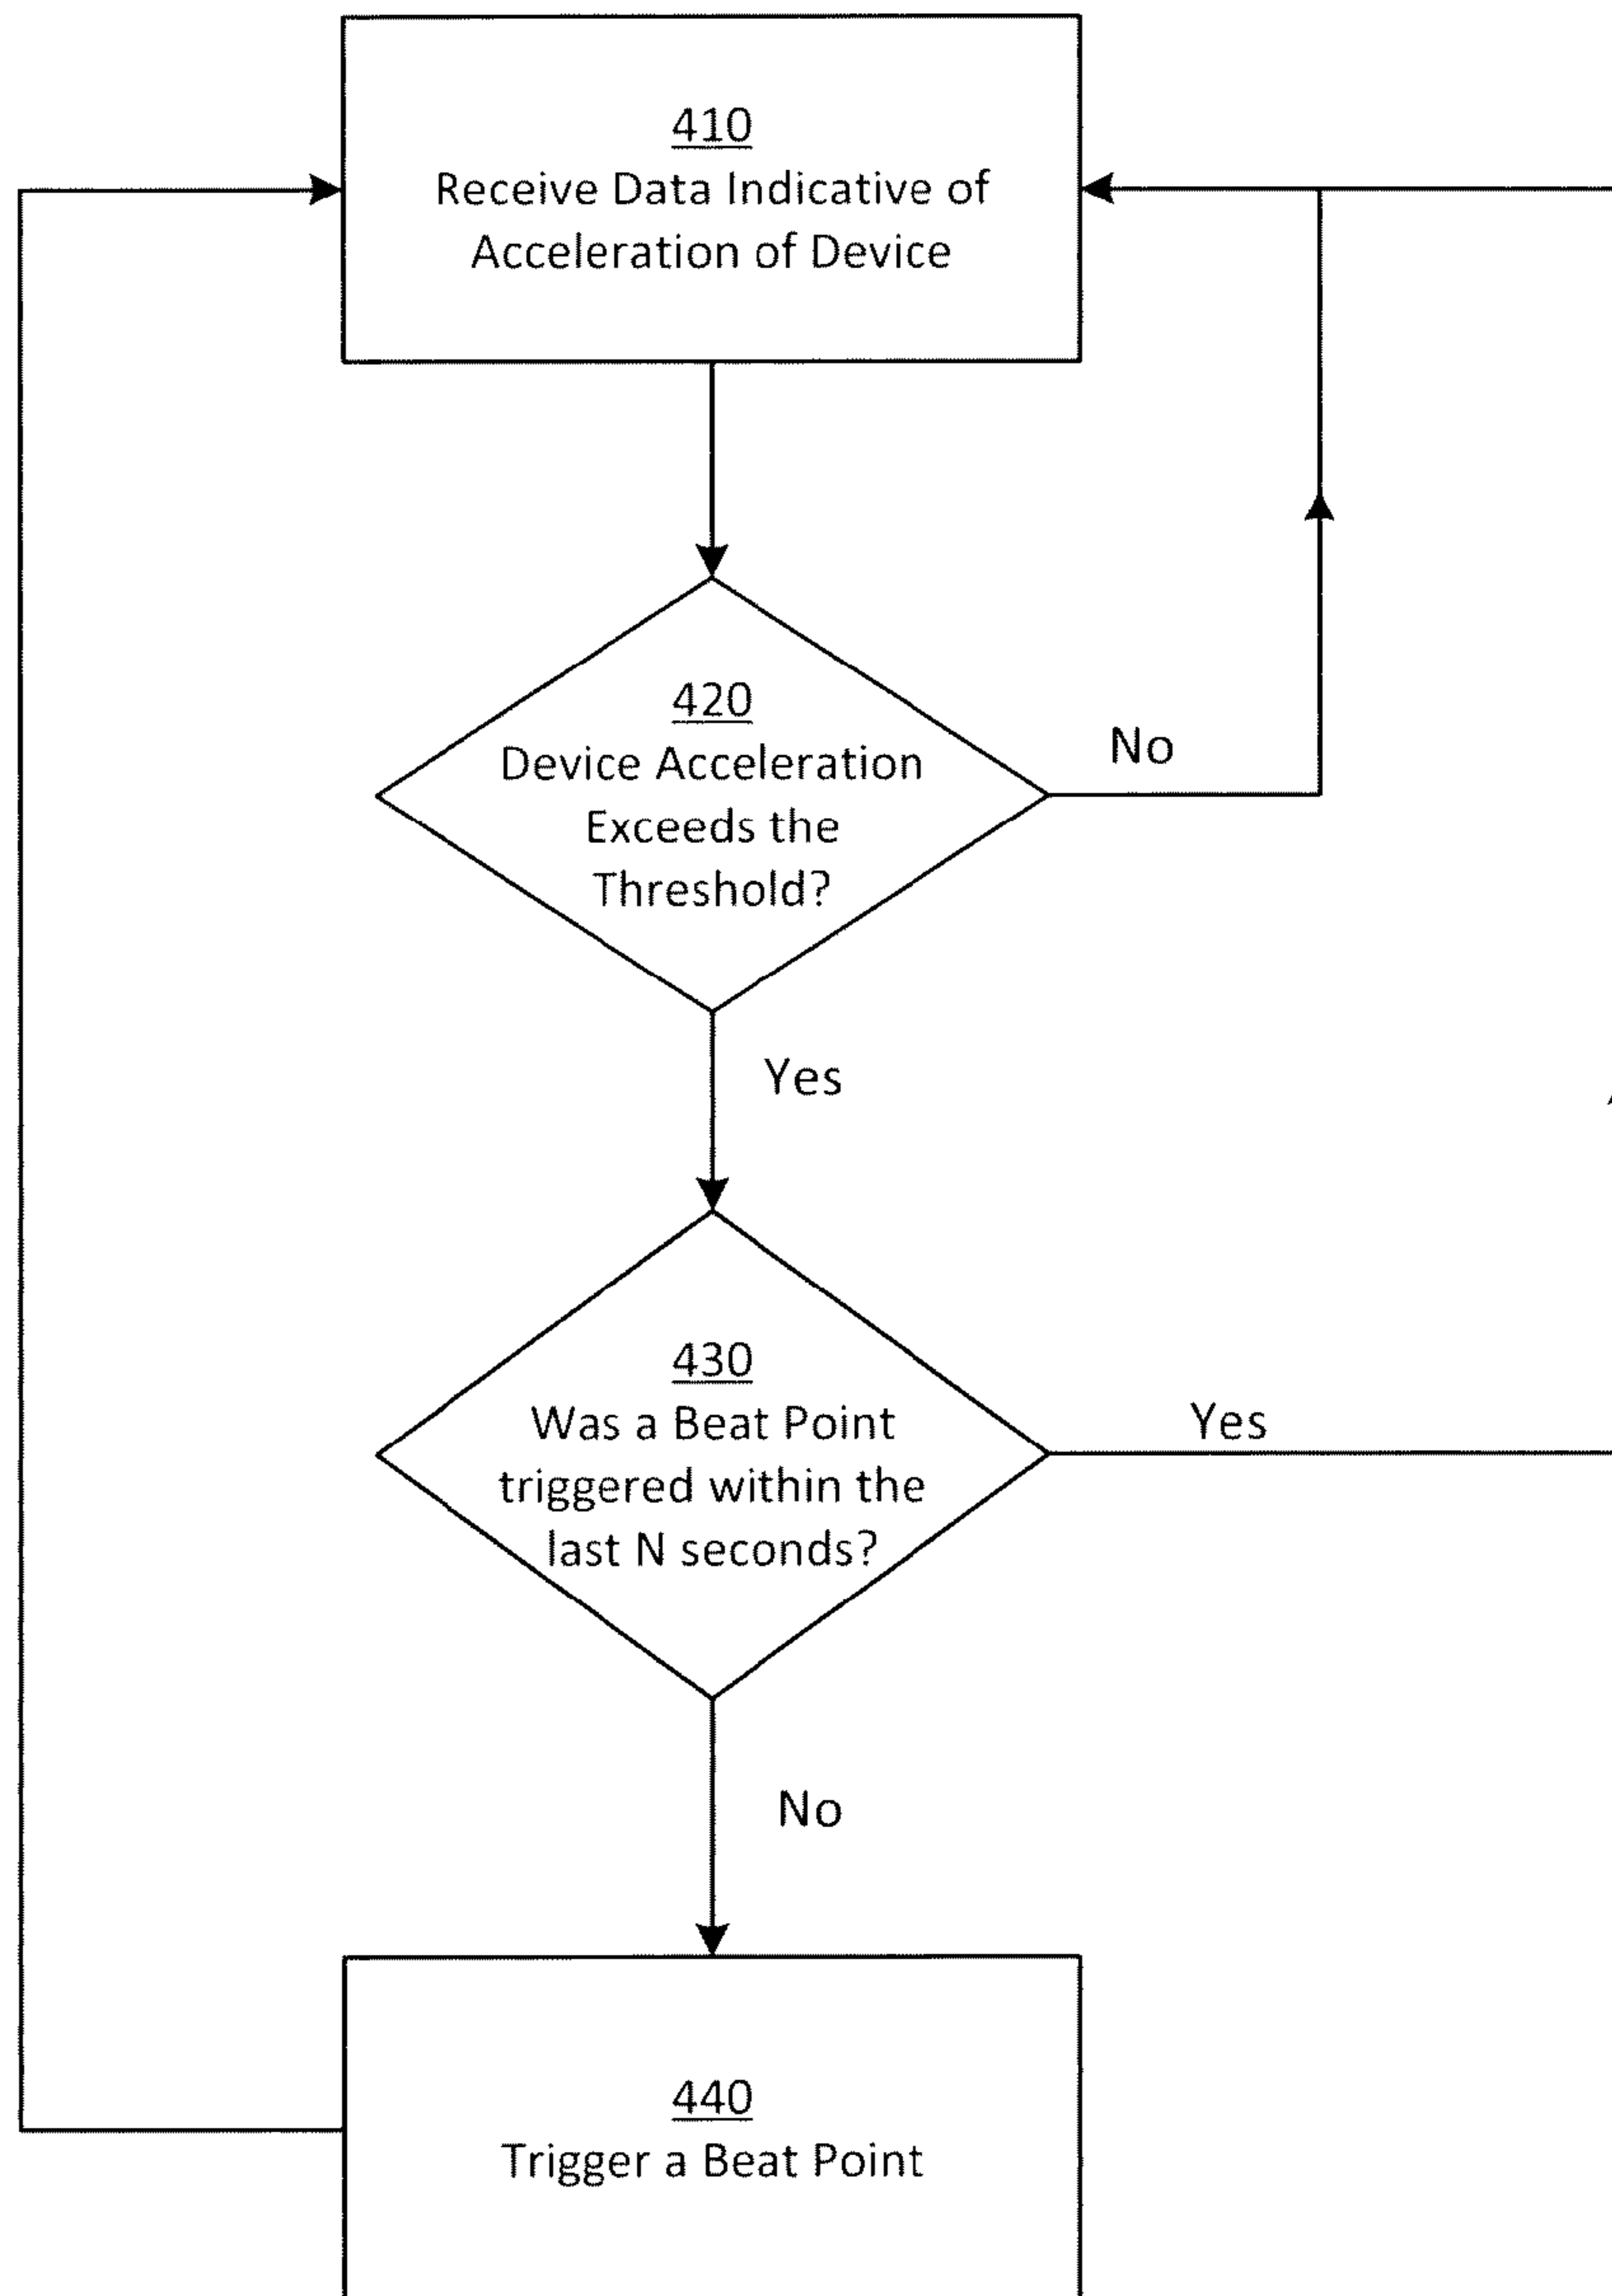 410
Receive Data Indicative of
Acceleration of Device
420
Device Acceleration
Exceeds the
Threshold?
No
Yes
430
Was a Beat Point
triggered within the
last N seconds?
Yes
No
440
Trigger a Beat Point